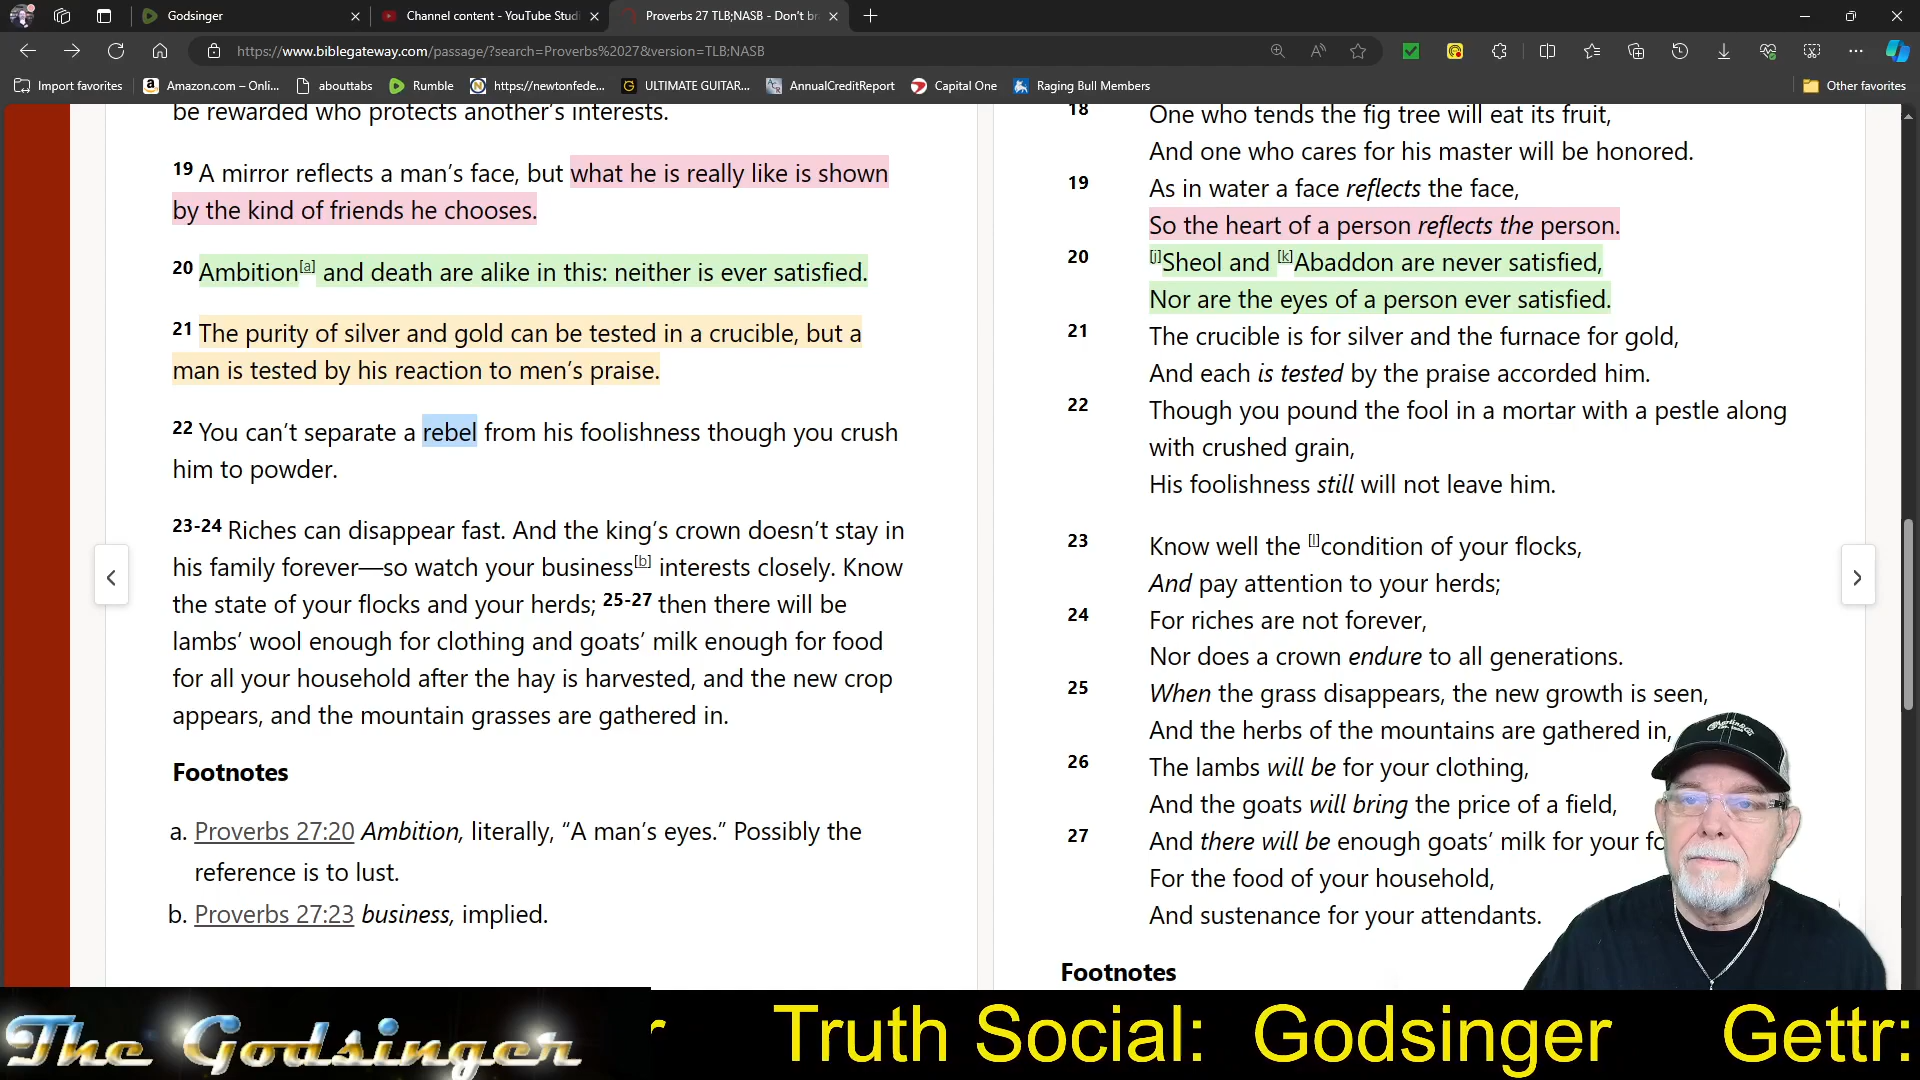 Godsinger
Channel content - YouTube Studi
Proverbs 27 TLB;NASB - Don't br
https://www.biblegateway.com/passage/?search=Proverbs%2027&version=TLB;NASB
Import favorites
Amazon.com – Onli...
abouttabs
Rumble
https://newtonfede...
ULTIMATE GUITAR...
AnnualCreditReport
Capital One
Raging Bull Members
Other favorites
be rewarded who protects another's interests.
19 A mirror reflects a man's face, but what he is really like is shown
by the kind of friends he chooses.
20 Ambition[a] and death are alike in this: neither is ever satisfied.
21 The purity of silver and gold can be tested in a crucible, but a
man is tested by his reaction to men's praise.
22 You can't separate a rebel from his foolishness though you crush
him to powder.
23-24 Riches can disappear fast. And the king's crown doesn't stay in
his family forever—so watch your business[b] interests closely. Know
the state of your flocks and your herds; 25-27 then there will be
lambs' wool enough for clothing and goats' milk enough for food
for all your household after the hay is harvested, and the new crop
appears, and the mountain grasses are gathered in.
Footnotes
a. Proverbs 27:20 Ambition, literally, “A man's eyes.” Possibly the
reference is to lust.
b. Proverbs 27:23 business, implied.
18 One who tends the fig tree will eat its fruit,
And one who cares for his master will be honored.
19 As in water a face reflects the face,
So the heart of a person reflects the person.
20 [j]Sheol and [k]Abaddon are never satisfied,
Nor are the eyes of a person ever satisfied.
21 The crucible is for silver and the furnace for gold,
And each is tested by the praise accorded him.
22 Though you pound the fool in a mortar with a pestle along
with crushed grain,
His foolishness still will not leave him.
23 Know well the [l]condition of your flocks,
And pay attention to your herds;
24 For riches are not forever,
Nor does a crown endure to all generations.
25 When the grass disappears, the new growth is seen,
And the herbs of the mountains are gathered in,
26 The lambs will be for your clothing,
And the goats will bring the price of a field,
27 And there will be enough goats' milk for your fo
For the food of your household,
And sustenance for your attendants.
Footnotes
The Godsinger
r Truth Social: Godsinger Gettr: